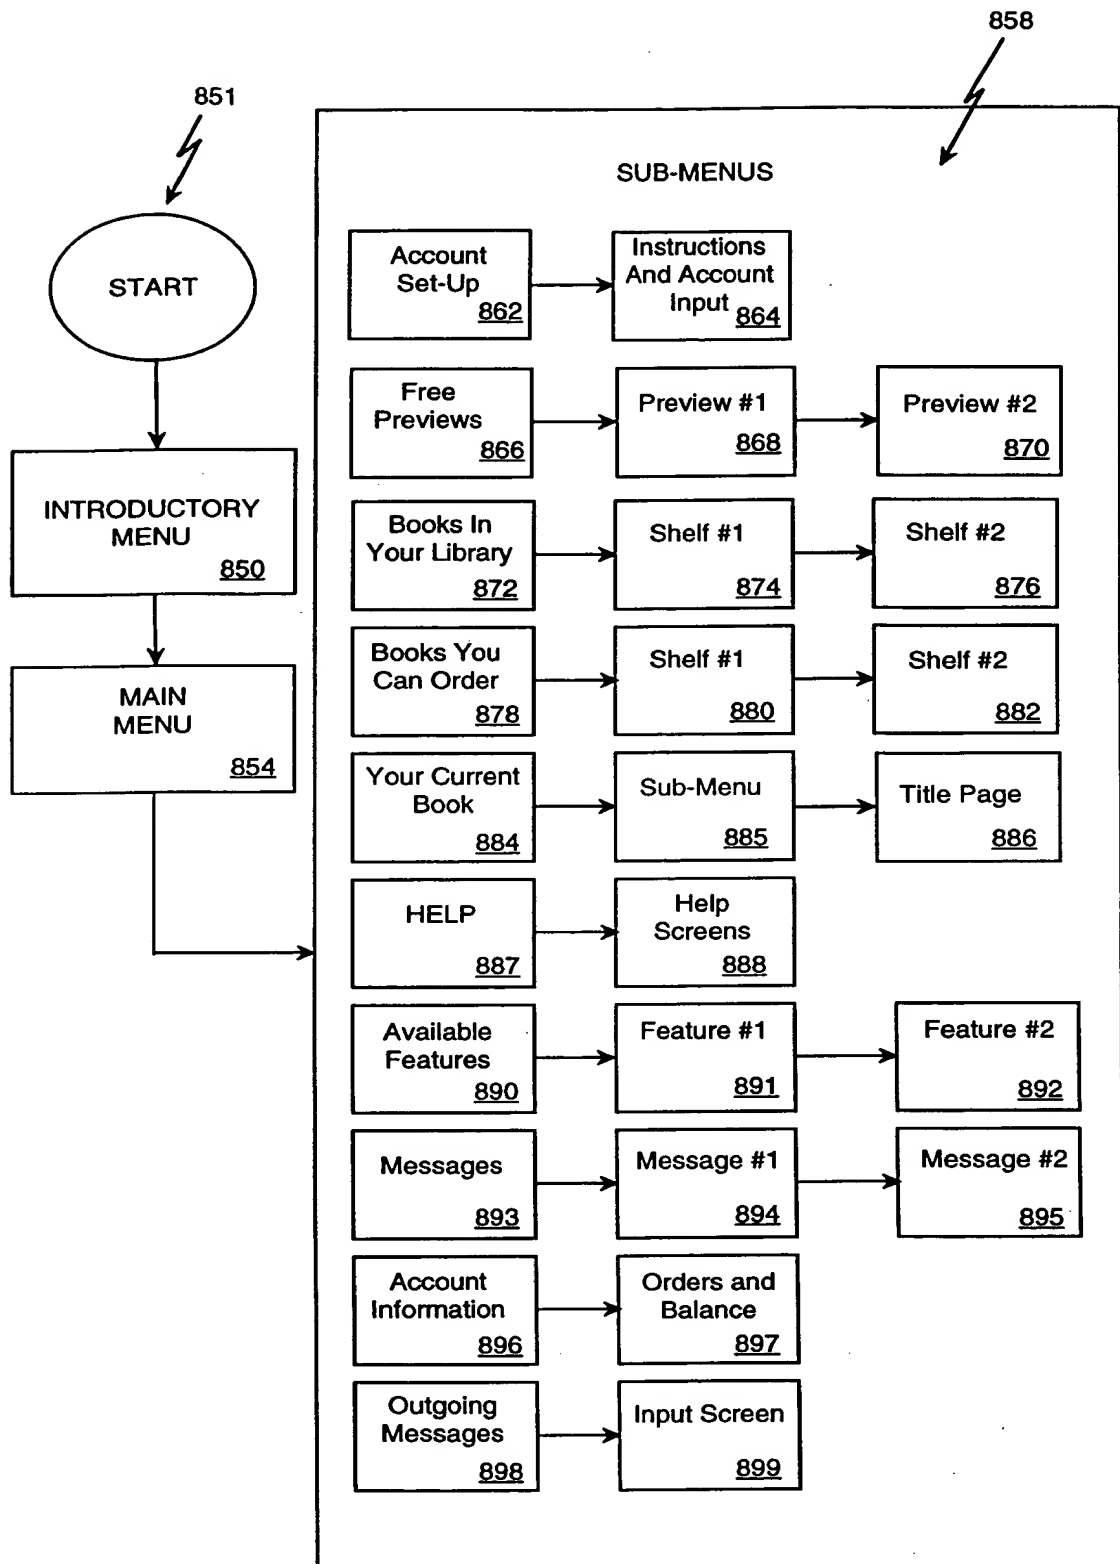 858
851
SUB-MENUS
START
Account
Set-Up
862
Instructions
And Account
Input
864
Free
Previews
866
Preview #1
868
Preview #2
870
INTRODUCTORY
MENU
850
Books In
Your Library
872
Shelf #1
874
Shelf #2
876
MAIN
MENU
854
Books You
Can Order
878
Shelf #1
880
Shelf #2
882
Your Current
Book
884
Sub-Menu
885
Title Page
886
HELP
887
Help
Screens
888
Available
Features
890
Feature #1
891
Feature #2
892
Messages
893
Message #1
894
Message #2
895
Account
Information
896
Orders and
Balance
897
Outgoing
Messages
898
Input Screen
899